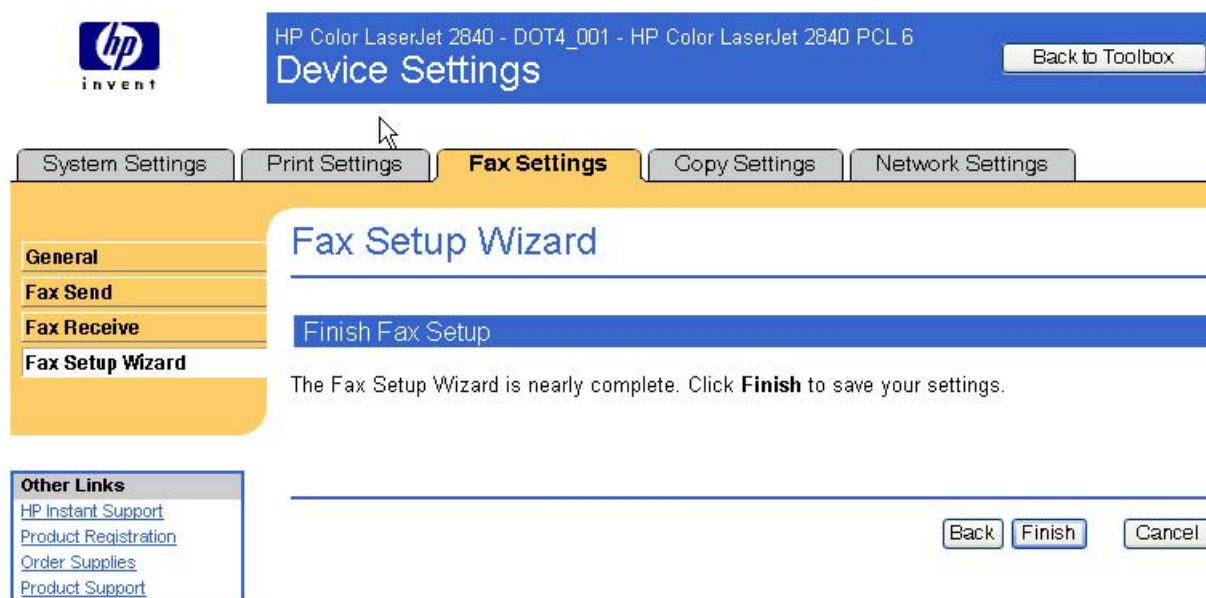 hp
invent
HP Color LaserJet 2840 - DOT4_001 - HP Color LaserJet 2840 PCL 6
Device Settings
Back to Toolbox
System Settings
Print Settings
Fax Settings
Copy Settings
Network Settings
General
Fax Send
Fax Receive
Fax Setup Wizard
Fax Setup Wizard
Finish Fax Setup
The Fax Setup Wizard is nearly complete. Click Finish to save your settings.
Back
Finish
Cancel
Other Links
HP Instant Support
Product Registration
Order Supplies
Product Support